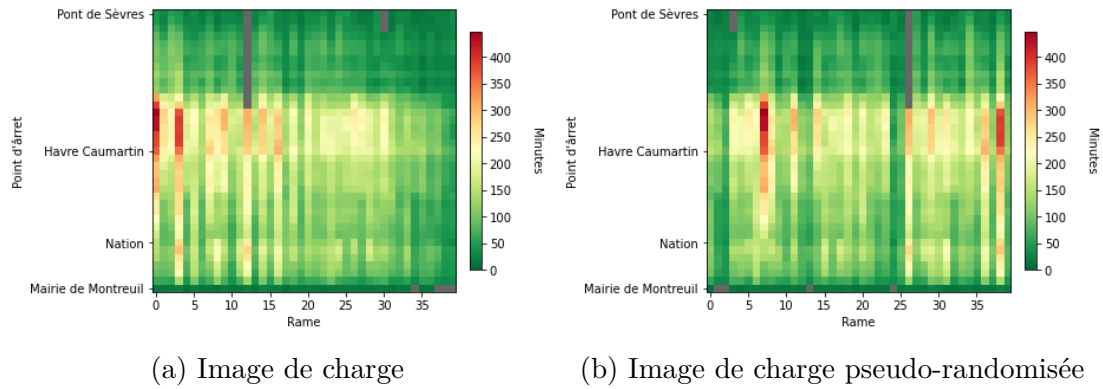 Pont de Sèvres
Havre Caumartin
Nation
Mairie de Montreuil
Point d'ârret
0 5 10 15 20 25 30 35
Rame
400
350
300
250
200
150
100
50
0
Minutes
(a) Image de charge
Pont de Sèvres
Havre Caumartin
Nation
Mairie de Montreuil
Point d'ârret
0 5 10 15 20 25 30 35
Rame
400
350
300
250
200
150
100
50
0
Minutes
(b) Image de charge pseudo-randomisée